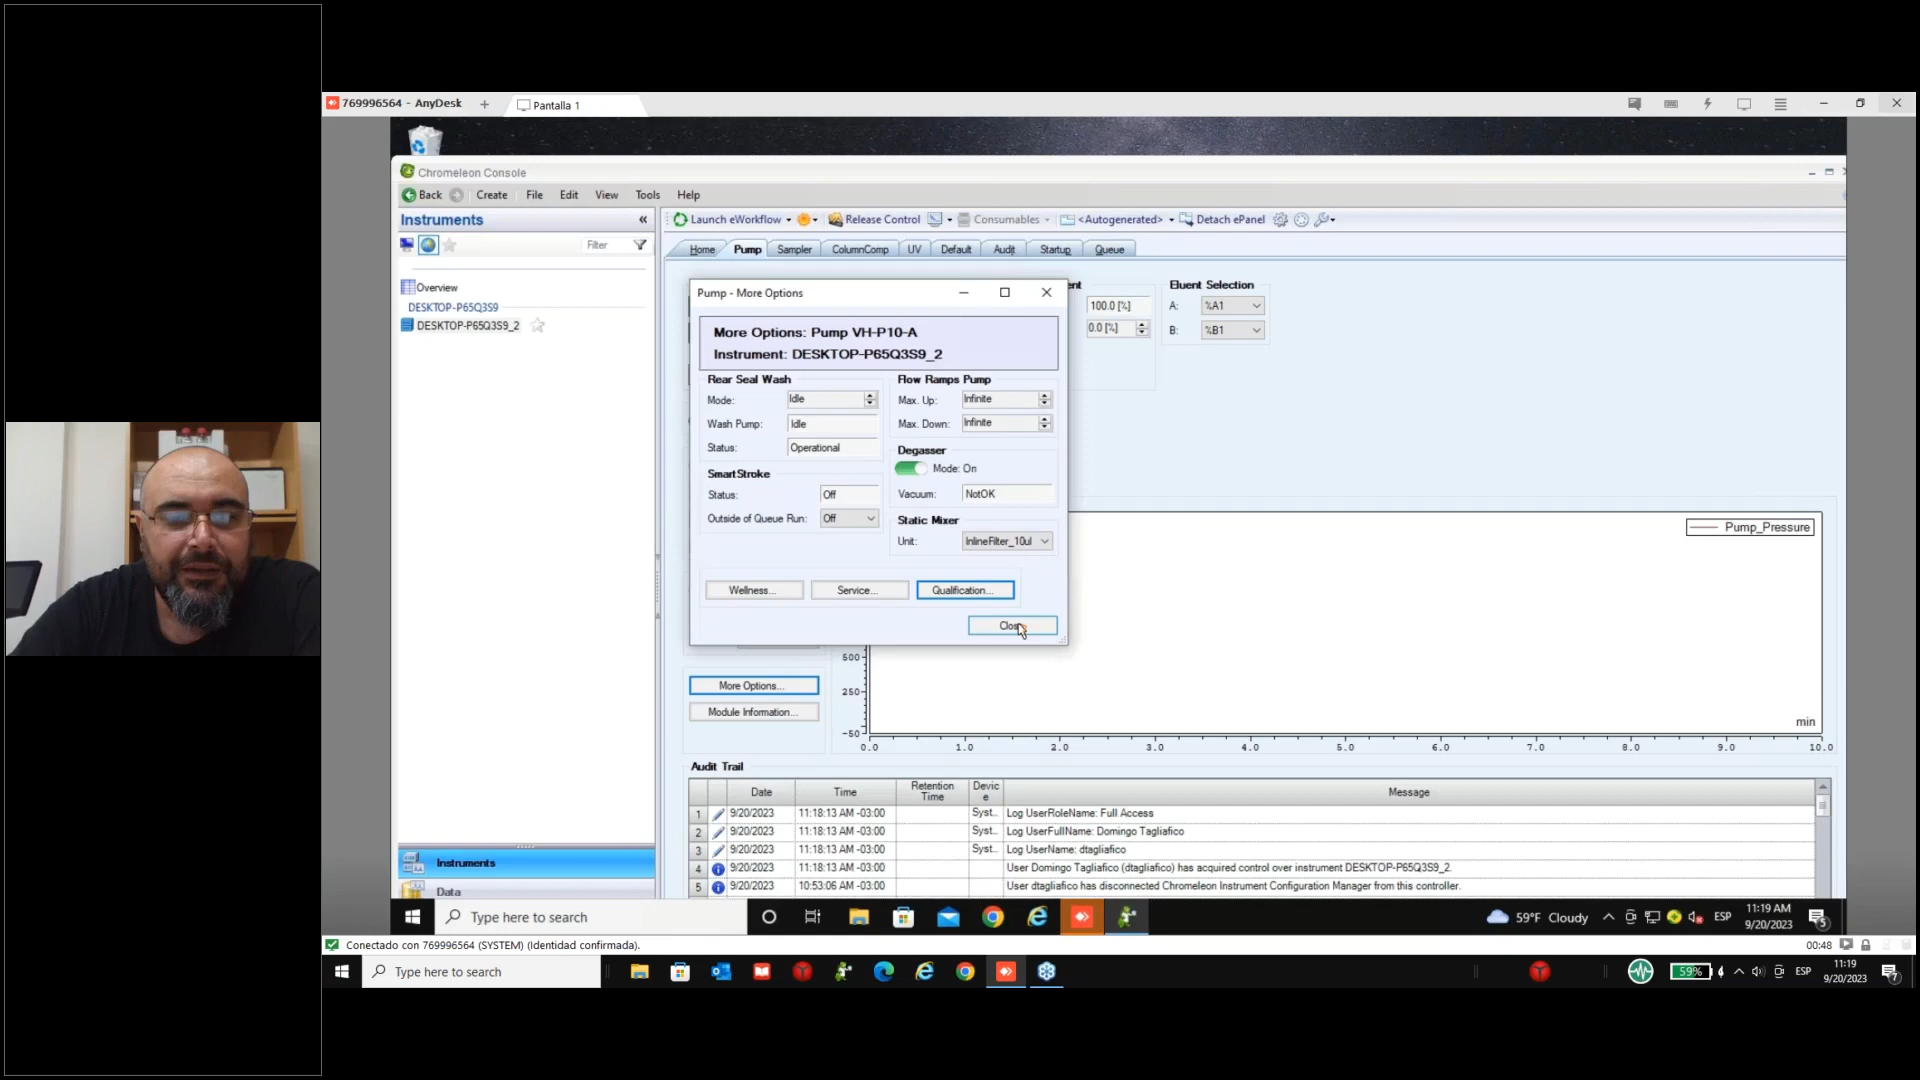 769996564 - AnyDesk
Pantalla 1
Chromeleon Console
Back
Create
File
Edit
View
Tools
Help
Instruments
Launch eWorkflow
Release Control
Consumables
<Autogenerated>
Detach ePanel
Filter
Home
Pump
Sampler
ColumnComp
UV
Default
Audit
Startup
Queue
Overview
DESKTOP-P65Q3S9
DESKTOP-P65Q3S9_2
Pump - More Options
More Options: Pump VH-P10-A
Instrument: DESKTOP-P65Q3S9_2
Rear Seal Wash
Mode: Idle
Wash Pump: Idle
Status: Operational
SmartStroke
Status: Off
Outside of Queue Run: Off
Flow Ramps Pump
Max. Up: Infinite
Max. Down: Infinite
Degasser
Mode: On
Vacuum: NotOK
Static Mixer
Unit: InlineFilter_10ul
Wellness...
Service...
Qualification...
100.0 [%]
0.0 [%]
Eluent Selection
A: %A1
B: %B1
Pump_Pressure
500
250
-50
min
0.0 1.0 2.0 3.0 4.0 5.0 6.0 7.0 8.0 9.0 10.0
More Options...
Module Information...
Audit Trail
Date Time Retention Time Device Message
1 9/20/2023 11:18:13 AM -03:00 Syst... Log UserRoleName: Full Access
2 9/20/2023 11:18:13 AM -03:00 Syst... Log UserFullName: Domingo Tagliafico
3 9/20/2023 11:18:13 AM -03:00 Syst... Log UserName: dtagliafico
4 9/20/2023 11:18:13 AM -03:00 User Domingo Tagliafico (dtagliafico) has acquired control over instrument DESKTOP-P65Q3S9_2.
5 9/20/2023 10:53:06 AM -03:00 User dtagliafico has disconnected Chromeleon Instrument Configuration Manager from this controller.
Instruments
Data
Type here to search
59°F Cloudy
ESP
11:19 AM
9/20/2023
5
Conectado con 769996564 (SYSTEM) (Identidad confirmada).
00:48
Type here to search
59%
ESP
11:19
9/20/2023
7